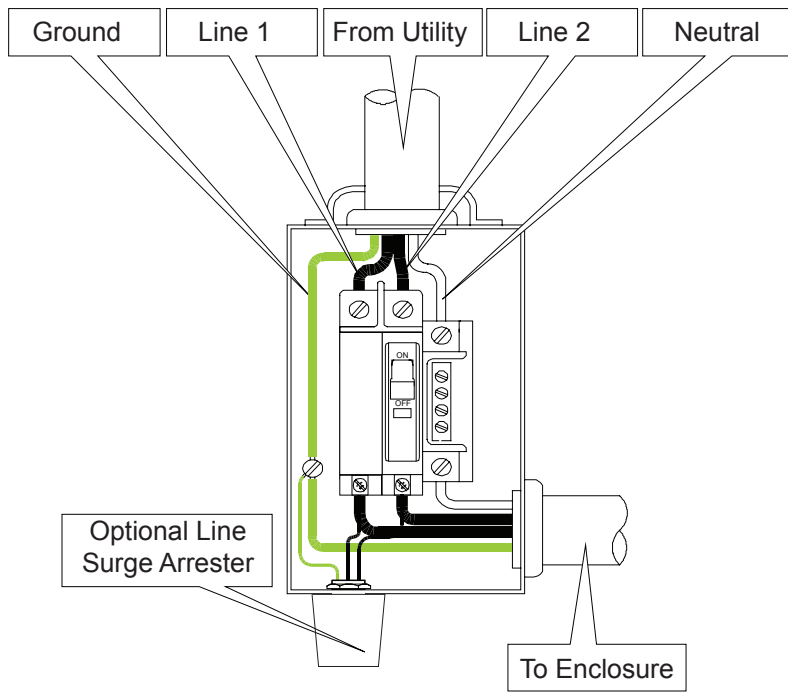 Ground
Line 1
From Utility
Line 2
Neutral
ON
OFF
Optional Line
Surge Arrester
To Enclosure